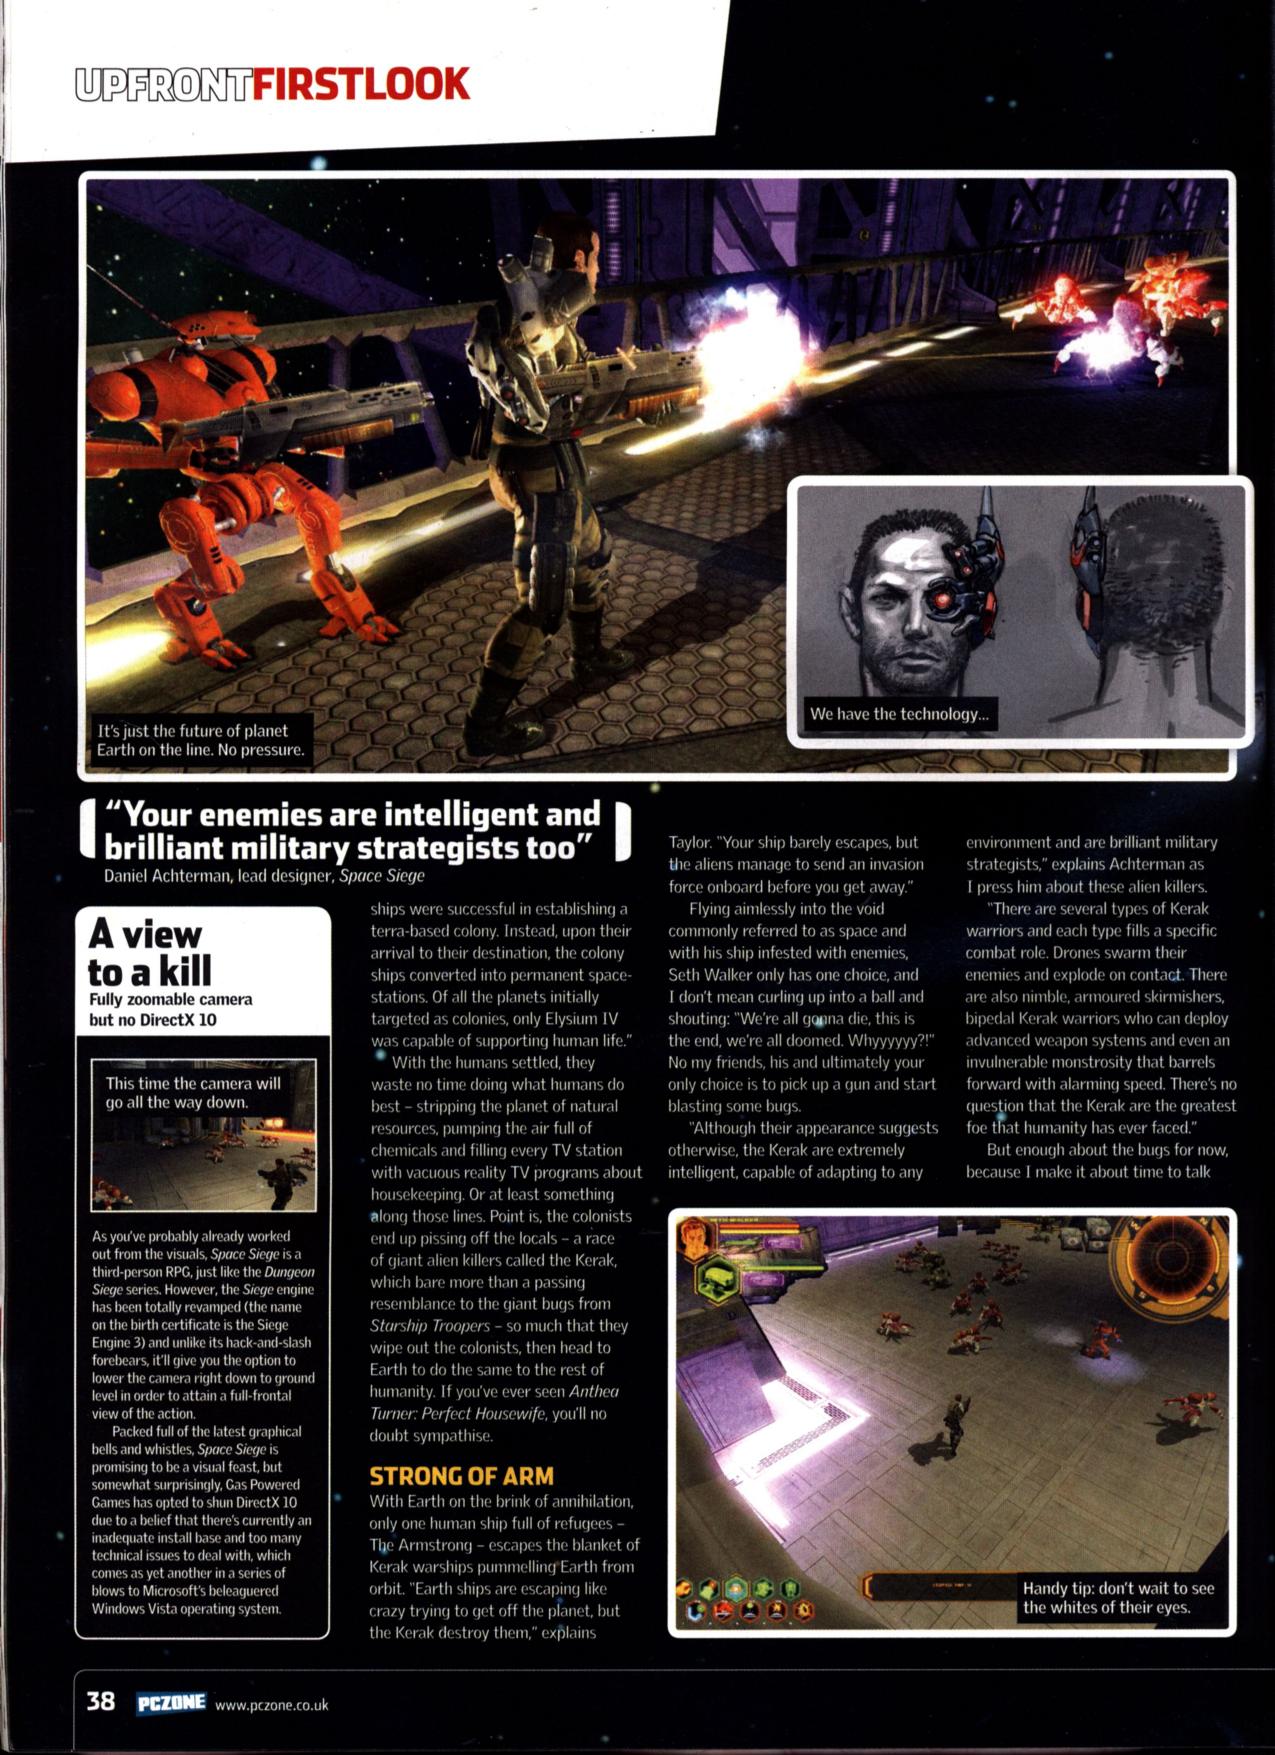 UPFRONTFIRSTLOOK
It's just the future of planet
Earth on the line. No pressure.
We have the technology...
"Your enemies are intelligent and
brilliant military strategists too"
Daniel Achterman, lead designer, Space Siege
A view
to a kill
Fully zoomable camera
but no DirectX 10
This time the camera will
go all the way down.
As you've probably already worked
out from the visuals, Space Siege is a
third-person RPG, just like the Dungeon
Siege series. However, the Siege engine
has been totally revamped (the name
on the birth certificate is the Siege
Engine 3) and unlike its hack-and-slash
forebears, it'll give you the option to
lower the camera right down to ground
level in order to attain a full-frontal
view of the action.
Packed full of the latest graphical
bells and whistles, Space Siege is
promising to be a visual feast, but
somewhat surprisingly, Gas Powered
Games has opted to shun DirectX 10
due to a belief that there's currently an
inadequate install base and too many
technical issues to deal with, which
comes as yet another in a series of
blows to Microsoft's beleaguered
Windows Vista operating system.
ships were successful in establishing a
terra-based colony. Instead, upon their
arrival to their destination, the colony
ships converted into permanent space-
stations. Of all the planets initially
targeted as colonies, only Elysium IV
was capable of supporting human life."
With the humans settled, they
waste no time doing what humans do
best – stripping the planet of natural
resources, pumping the air full of
chemicals and filling every TV station
with vacuous reality TV programs about
housekeeping. Or at least something
along those lines. Point is, the colonists
end up pissing off the locals – a race
of giant alien killers called the Kerak,
which bare more than a passing
resemblance to the giant bugs from
Starship Troopers – so much that they
wipe out the colonists, then head to
Earth to do the same to the rest of
humanity. If you've ever seen Anthea
Turner: Perfect Housewife, you'll no
doubt sympathise.
STRONG OF ARM
With Earth on the brink of annihilation,
only one human ship full of refugees –
The Armstrong – escapes the blanket of
Kerak warships pummelling Earth from
orbit. "Earth ships are escaping like
crazy trying to get off the planet, but
the Kerak destroy them," explains
Taylor. "Your ship barely escapes, but
the aliens manage to send an invasion
force onboard before you get away."
Flying aimlessly into the void
commonly referred to as space and
with his ship infested with enemies,
Seth Walker only has one choice, and
I don't mean curling up into a ball and
shouting: "We're all gonna die, this is
the end, we're all doomed. Whyyyyyy?!"
No my friends, his and ultimately your
only choice is to pick up a gun and start
blasting some bugs.
"Although their appearance suggests
otherwise, the Kerak are extremely
intelligent, capable of adapting to any
environment and are brilliant military
strategists," explains Achterman as
I press him about these alien killers.
"There are several types of Kerak
warriors and each type fills a specific
combat role. Drones swarm their
enemies and explode on contact. There
are also nimble, armoured skirmishers,
bipedal Kerak warriors who can deploy
advanced weapon systems and even an
invulnerable monstrosity that barrels
forward with alarming speed. There's no
question that the Kerak are the greatest
foe that humanity has ever faced."
But enough about the bugs for now,
because I make it about time to talk
Handy tip: don't wait to see
the whites of their eyes.
38 PCZONE www.pczone.co.uk